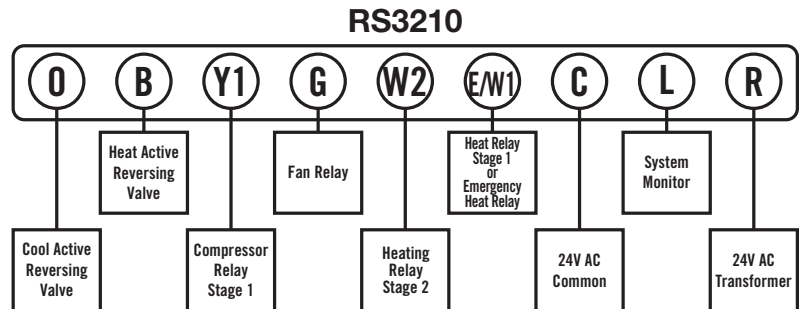 RS3210
O B Y1 G W2 E/W1 C L R
Heat Active
Reversing
Valve
Fan Relay
Heat Relay
Stage 1
or
Emergency
Heat Relay
System
Monitor
Cool Active
Reversing
Valve
Compressor
Relay
Stage 1
Heating
Relay
Stage 2
24V AC
Common
24V AC
Transformer